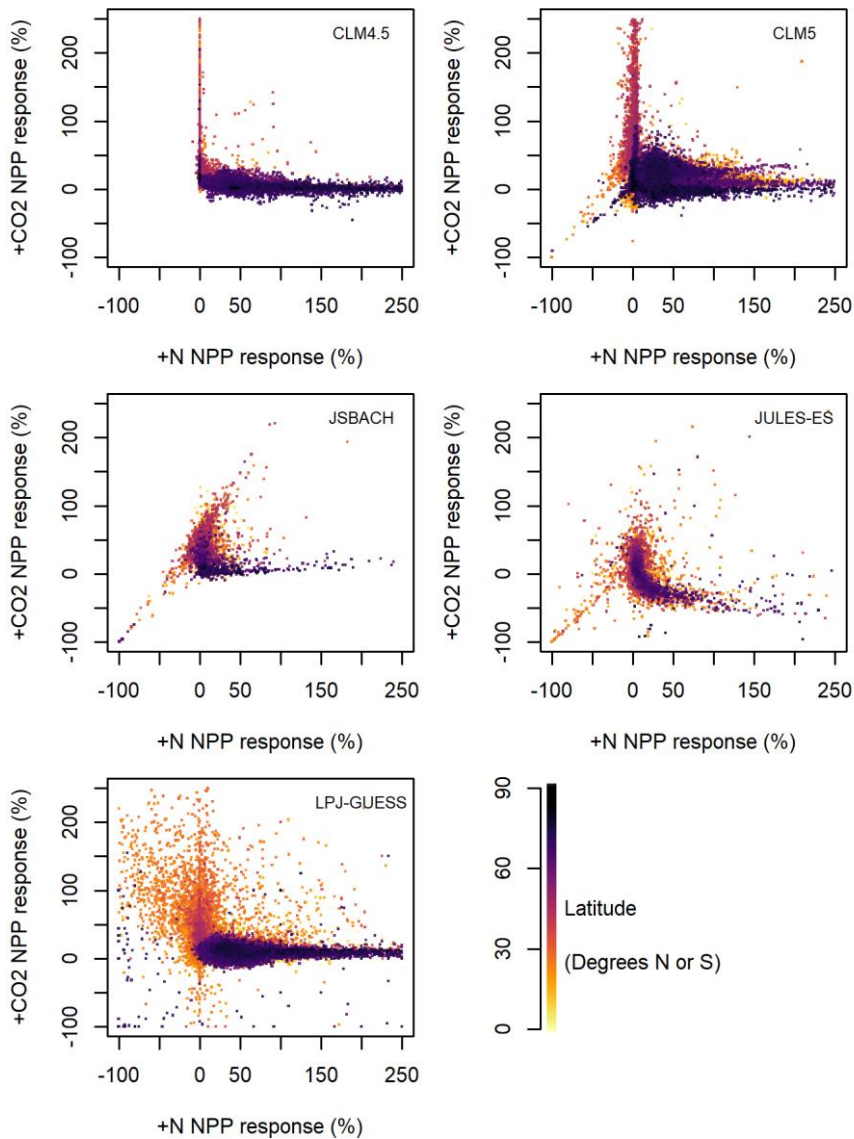 CLM4.5
+CO2 NPP response (%)
-100 0 100 200
-100 0 50 150 250
+N NPP response (%)
CLM5
+CO2 NPP response (%)
-100 0 100 200
-100 0 50 150 250
+N NPP response (%)
JSBACH
+CO2 NPP response (%)
-100 0 100 200
-100 0 50 150 250
+N NPP response (%)
JULES-ES
+CO2 NPP response (%)
-100 0 100 200
-100 0 50 150 250
+N NPP response (%)
LPJ-GUESS
+CO2 NPP response (%)
-100 0 100 200
-100 0 50 150 250
+N NPP response (%)
0 30 60 90
Latitude
(Degrees N or S)